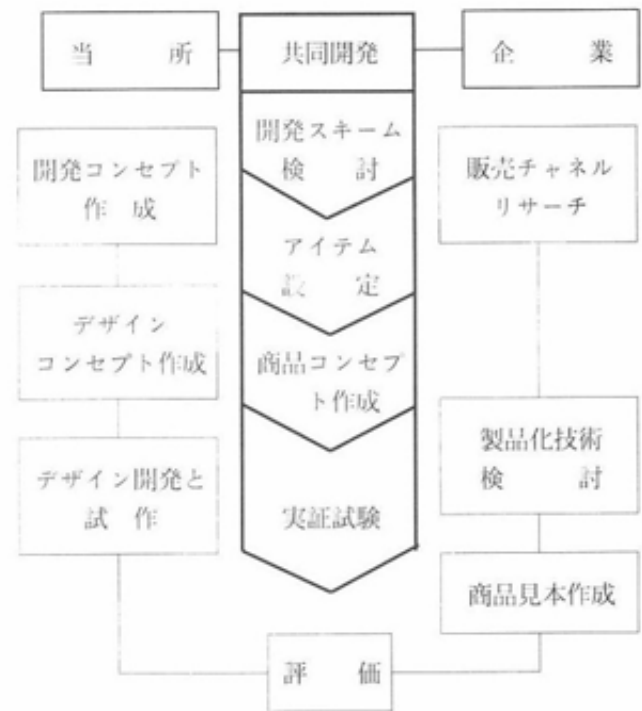 当所
共同開発
企業
開発スキーム
検討
開発コンセプト
作成
販売チャネル
リサーチ
アイテム
設定
デザイン
コンセプト作成
商品コンセプ
ト作成
製品化技術
検討
デザイン開発と
試作
実証試験
商品見本作成
評価